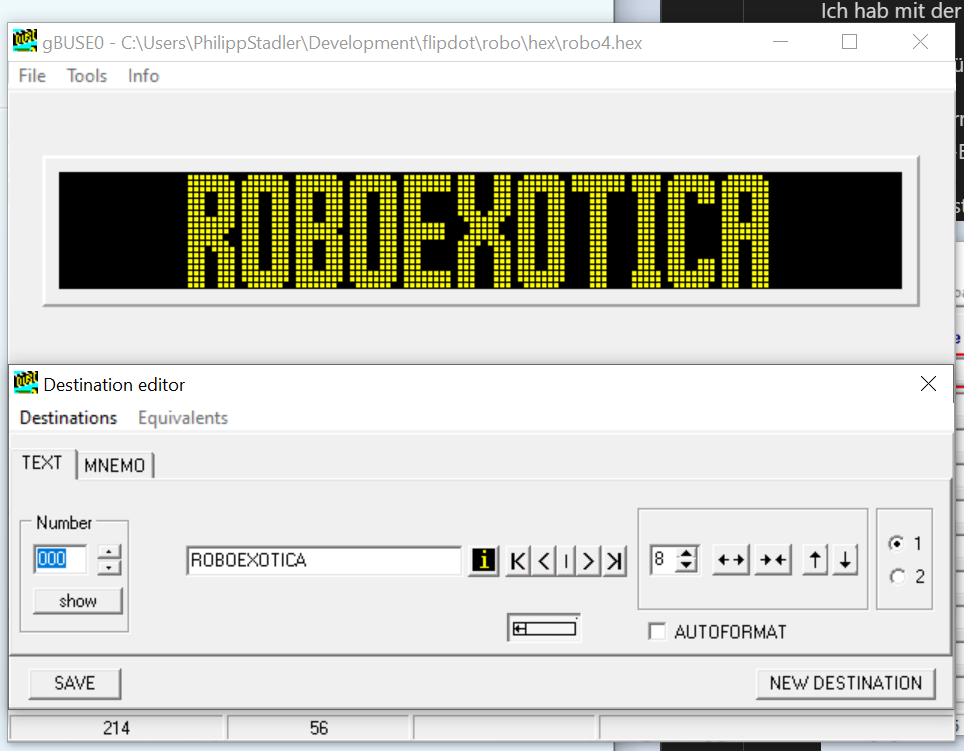 Ich hab mit der
gBUSE0 - C:\Users\PhilippStadler\Development\flipdot\robo\hex\robo4.hex
File Tools Info
ROBOEXOTICA
Destination editor
Destinations Equivalents
TEXT MNEMO
Number
000
show
ROBOEXOTICA
i
8
1
2
AUTOFORMAT
SAVE
NEW DESTINATION
214 56